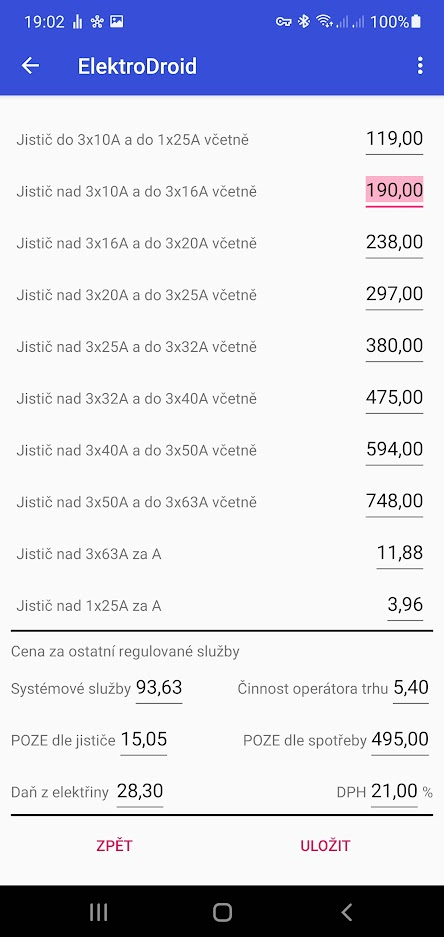 19:02 100%
ElektroDroid
Jistič do 3x10A a do 1x25A včetně 119,00
Jistič nad 3x10A a do 3x16A včetně 190,00
Jistič nad 3x16A a do 3x20A včetně 238,00
Jistič nad 3x20A a do 3x25A včetně 297,00
Jistič nad 3x25A a do 3x32A včetně 380,00
Jistič nad 3x32A a do 3x40A včetně 475,00
Jistič nad 3x40A a do 3x50A včetně 594,00
Jistič nad 3x50A a do 3x63A včetně 748,00
Jistič nad 3x63A za A 11,88
Jistič nad 1x25A za A 3,96
Cena za ostatní regulované služby
Systémové služby 93,63 Činnost operátora trhu 5,40
POZE dle jističe 15,05 POZE dle spotřeby 495,00
Daň z elektřiny 28,30 DPH 21,00 %
ZPĚT ULOŽIT